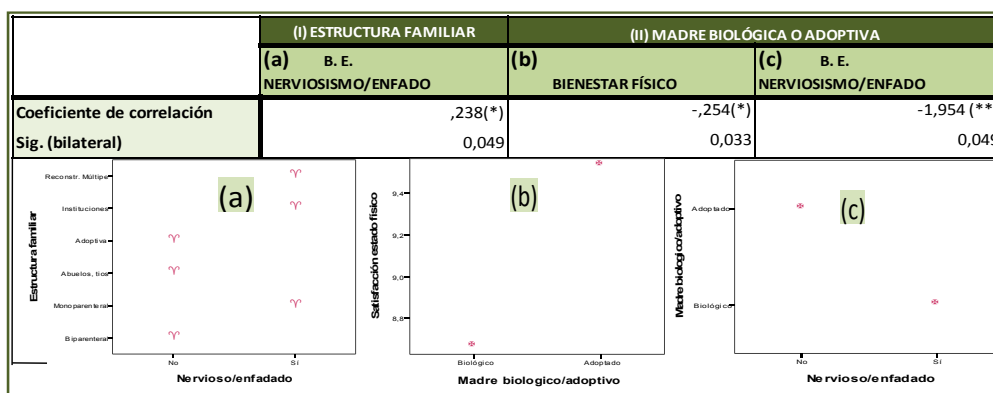 (I) ESTRUCTURA FAMILIAR
(II) MADRE BIOLÓGICA O ADOPTIVA
(a) B. E.
NERVIOSISMO/ENFADO
(b)
BIENESTAR FÍSICO
(c) B. E.
NERVIOSISMO/ENFADO
Coeficiente de correlación ,238(*) -,254(*) -1,954 (**
Sig. (bilateral) 0,049 0,033 0,049
(a)
Estructura familiar
Reconstr. Múltipe
Instituciones
Adoptiva
Abuelos, tios
Monoparenteral
Biparenteral
No Sí
Nervioso/enfadado
(b)
Satisfacción estado físico
9,4
9,2
9,0
8,8
Biológico Adoptado
Madre biologico/adoptivo
(c)
Madre biologico/adoptivo
Adoptado
Biológico
No Sí
Nervioso/enfadado